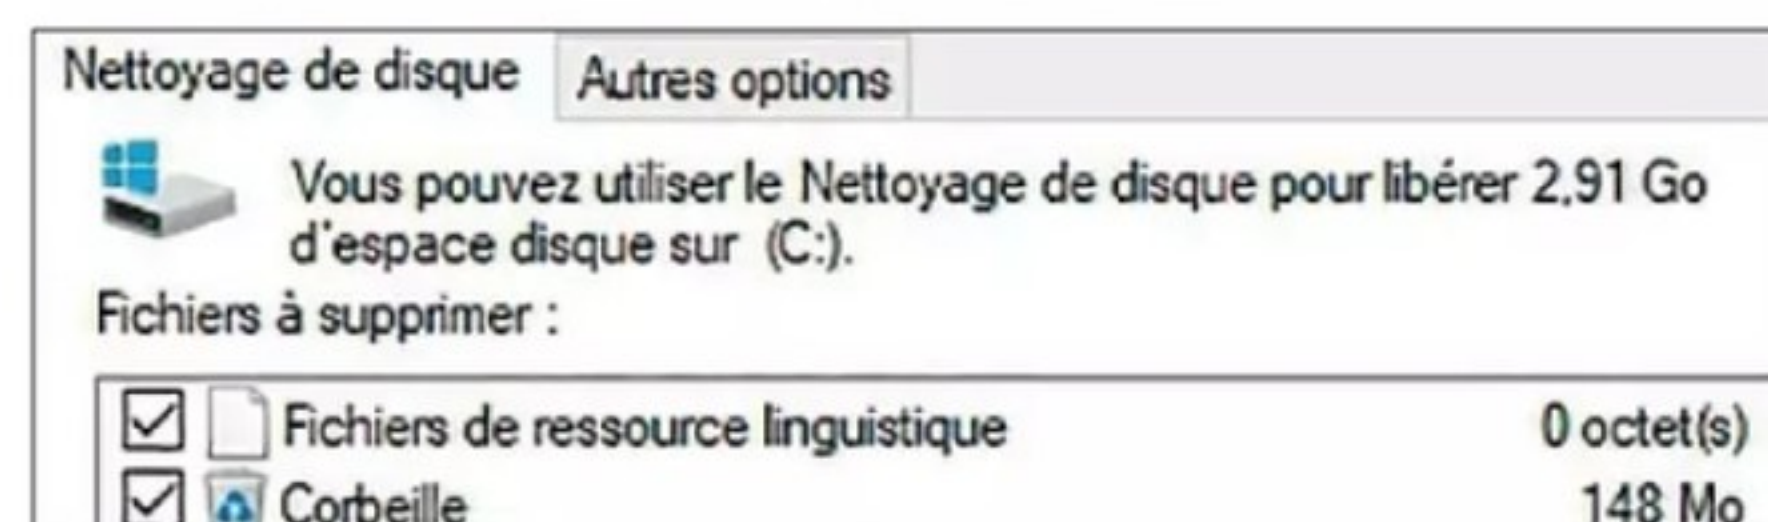 Nettoyage de disque
Autres options
Vous pouvez utiliser le Nettoyage de disque pour libérer 2,91 Go
d'espace disque sur (C:).
Fichiers à supprimer :
Fichiers de ressource linguistique 0 octet(s)
Corbeille 148 Mo